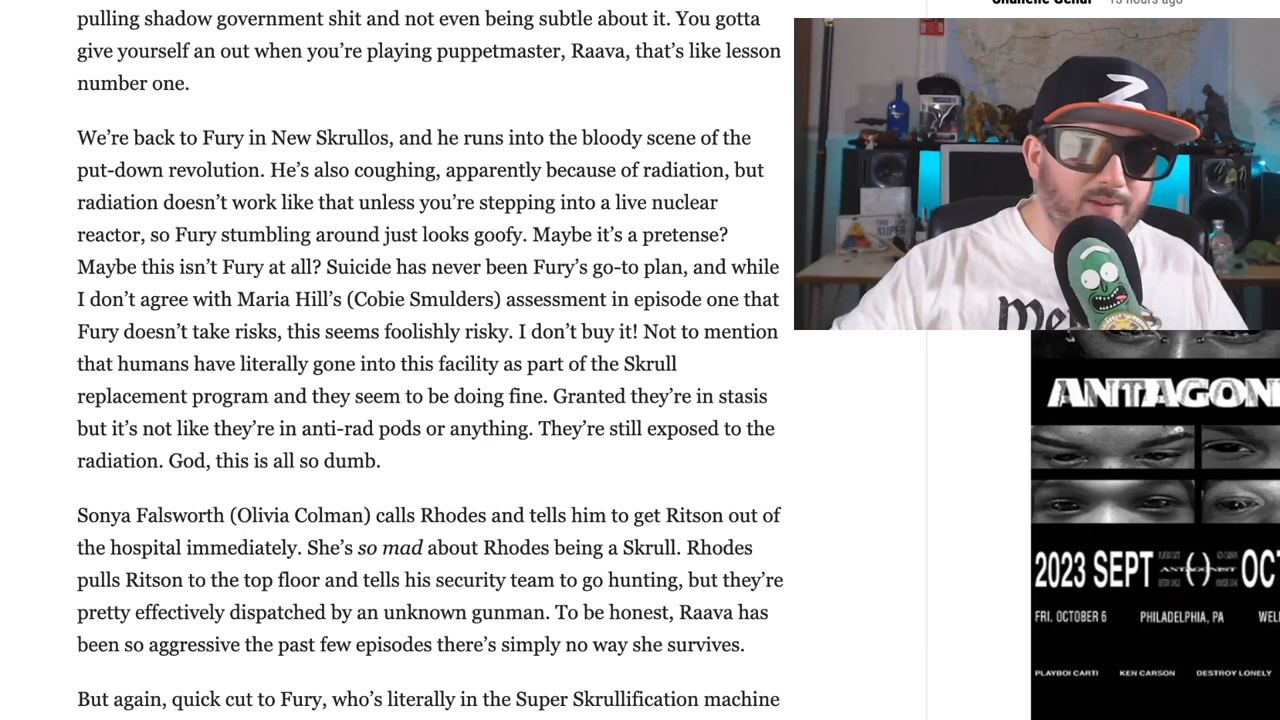 pulling shadow government shit and not even being subtle about it. You gotta
give yourself an out when you’re playing puppetmaster, Raava, that’s like lesson
number one.
We’re back to Fury in New Skrullos, and he runs into the bloody scene of the
put-down revolution. He’s also coughing, apparently because of radiation, but
radiation doesn’t work like that unless you’re stepping into a live nuclear
reactor, so Fury stumbling around just looks goofy. Maybe it’s a pretense?
Maybe this isn’t Fury at all? Suicide has never been Fury’s go-to plan, and while
I don’t agree with Maria Hill’s (Cobie Smulders) assessment in episode one that
Fury doesn’t take risks, this seems foolishly risky. I don’t buy it! Not to mention
that humans have literally gone into this facility as part of the Skrull
replacement program and they seem to be doing fine. Granted they’re in stasis
but it’s not like they’re in anti-rad pods or anything. They’re still exposed to the
radiation. God, this is all so dumb.
Sonya Falsworth (Olivia Colman) calls Rhodes and tells him to get Ritson out of
the hospital immediately. She’s so mad about Rhodes being a Skrull. Rhodes
pulls Ritson to the top floor and tells his security team to go hunting, but they’re
pretty effectively dispatched by an unknown gunman. To be honest, Raava has
been so aggressive the past few episodes there’s simply no way she survives.
But again, quick cut to Fury, who’s literally in the Super Skrullification machine
hours ago
Z
SUPER
ANTAGON
2023 SEPT ( ) OC
FRI. OCTOBER 6 PHILADELPHIA, PA WEL
PLAYBOI CARTI KEN CARSON DESTROY LONELY